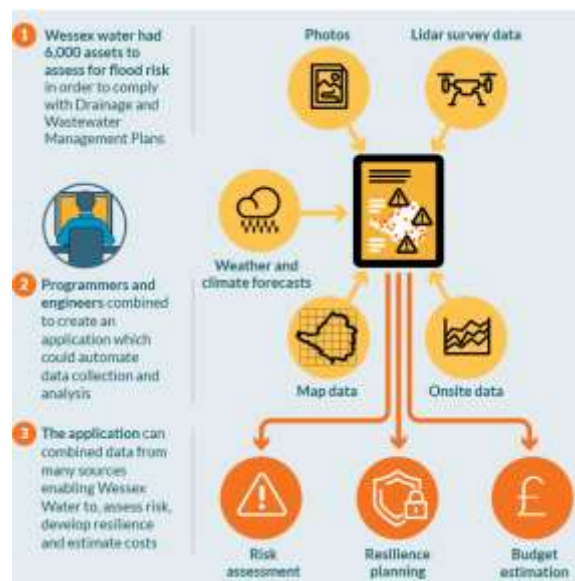 1 Wessex water had
6,000 assets to
assess for flood risk
in order to comply
with Drainage and
Wastewater
Management Plans
Photos
Lidar survey data
Weather and
climate forecasts
2 Programmers and
engineers combined
to create an
application which
could automate
data collection and
analysis
Map data
Onsite data
3 The application can
combined data from
many sources
enabling Wessex
Water to, assess risk,
develop resilience
and estimate costs
£
Risk
assessment
Resilience
planning
Budget
estimation